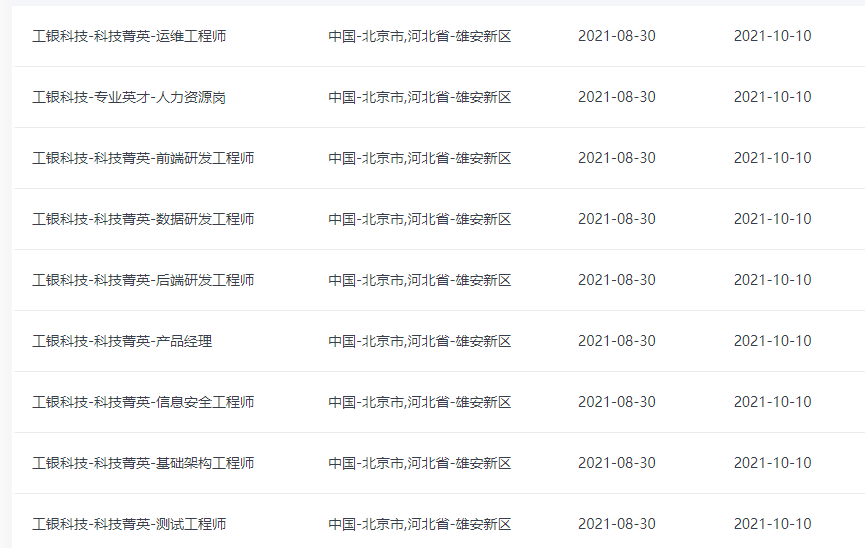 工银科技-科技菁英-运维工程师 中国-北京市,河北省-雄安新区 2021-08-30 2021-10-10
工银科技-专业英才-人力资源岗 中国-北京市,河北省-雄安新区 2021-08-30 2021-10-10
工银科技-科技菁英-前端研发工程师 中国-北京市,河北省-雄安新区 2021-08-30 2021-10-10
工银科技-科技菁英-数据研发工程师 中国-北京市,河北省-雄安新区 2021-08-30 2021-10-10
工银科技-科技菁英-后端研发工程师 中国-北京市,河北省-雄安新区 2021-08-30 2021-10-10
工银科技-科技菁英-产品经理 中国-北京市,河北省-雄安新区 2021-08-30 2021-10-10
工银科技-科技菁英-信息安全工程师 中国-北京市,河北省-雄安新区 2021-08-30 2021-10-10
工银科技-科技菁英-基础架构工程师 中国-北京市,河北省-雄安新区 2021-08-30 2021-10-10
工银科技-科技菁英-测试工程师 中国-北京市,河北省-雄安新区 2021-08-30 2021-10-10